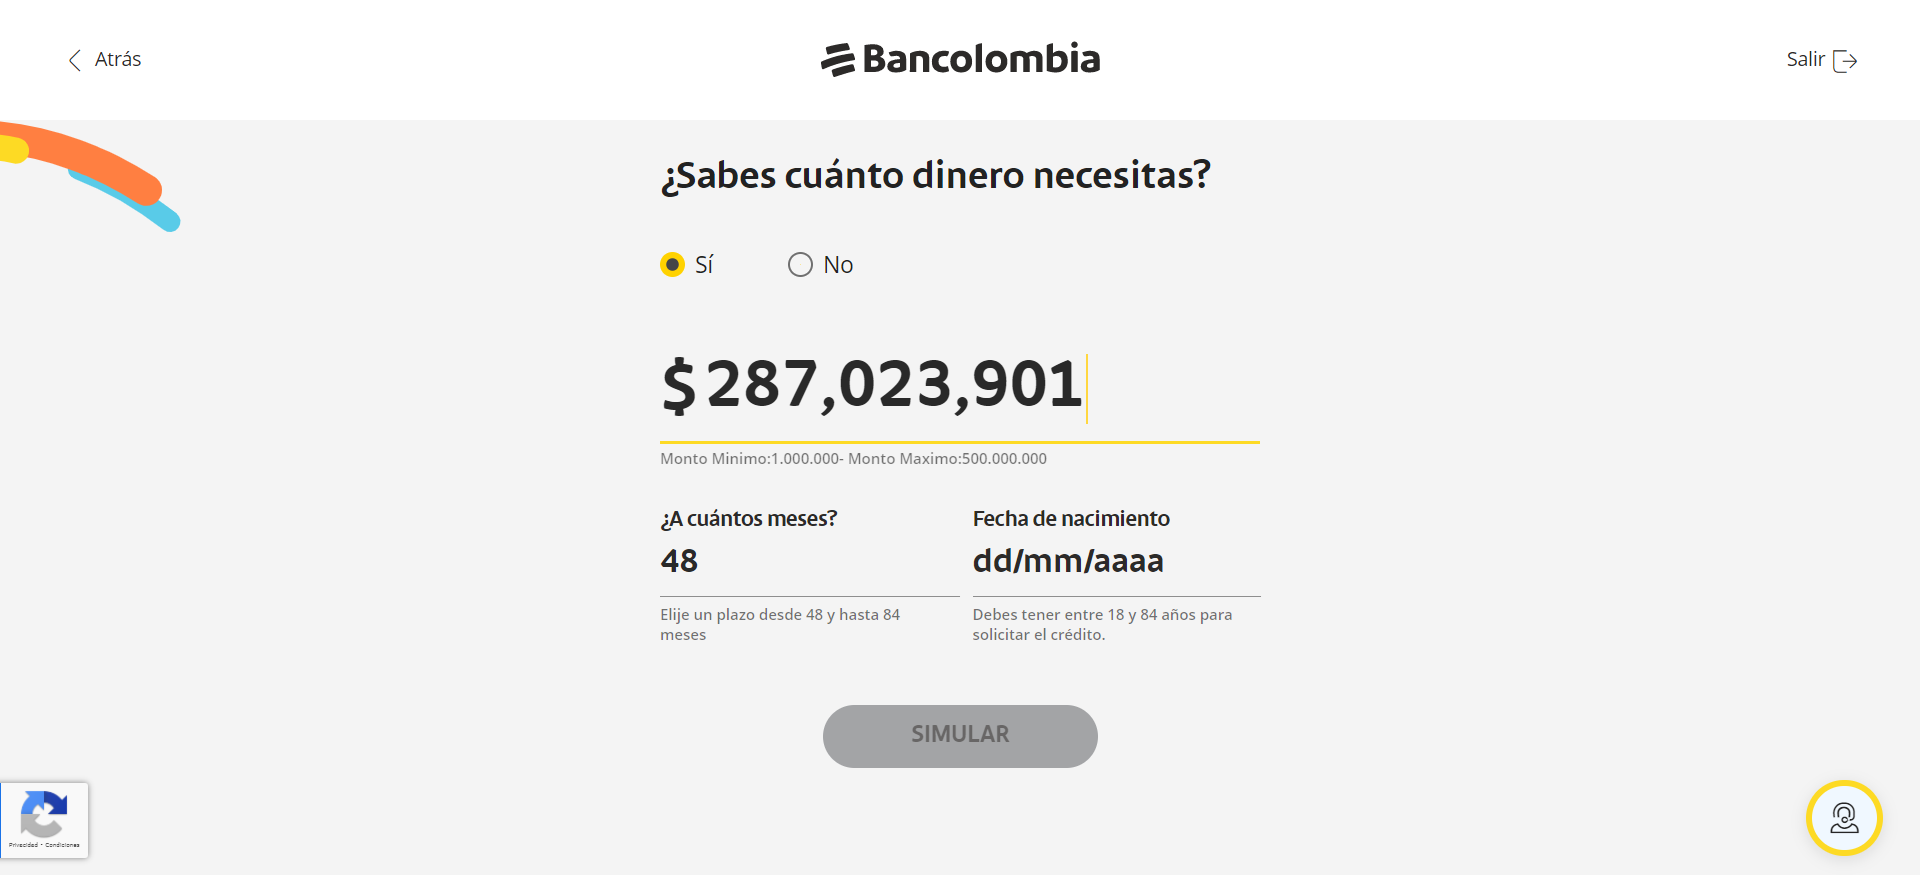 Atrás
Bancolombia
Salir
¿Sabes cuánto dinero necesitas?
Sí
No
$ 287,023,901
Monto Minimo:1.000.000- Monto Maximo:500.000.000
¿A cuántos meses?
48
Elije un plazo desde 48 y hasta 84
meses
Fecha de nacimiento
dd/mm/aaaa
Debes tener entre 18 y 84 años para
solicitar el crédito.
SIMULAR
Privacidad - Condiciones